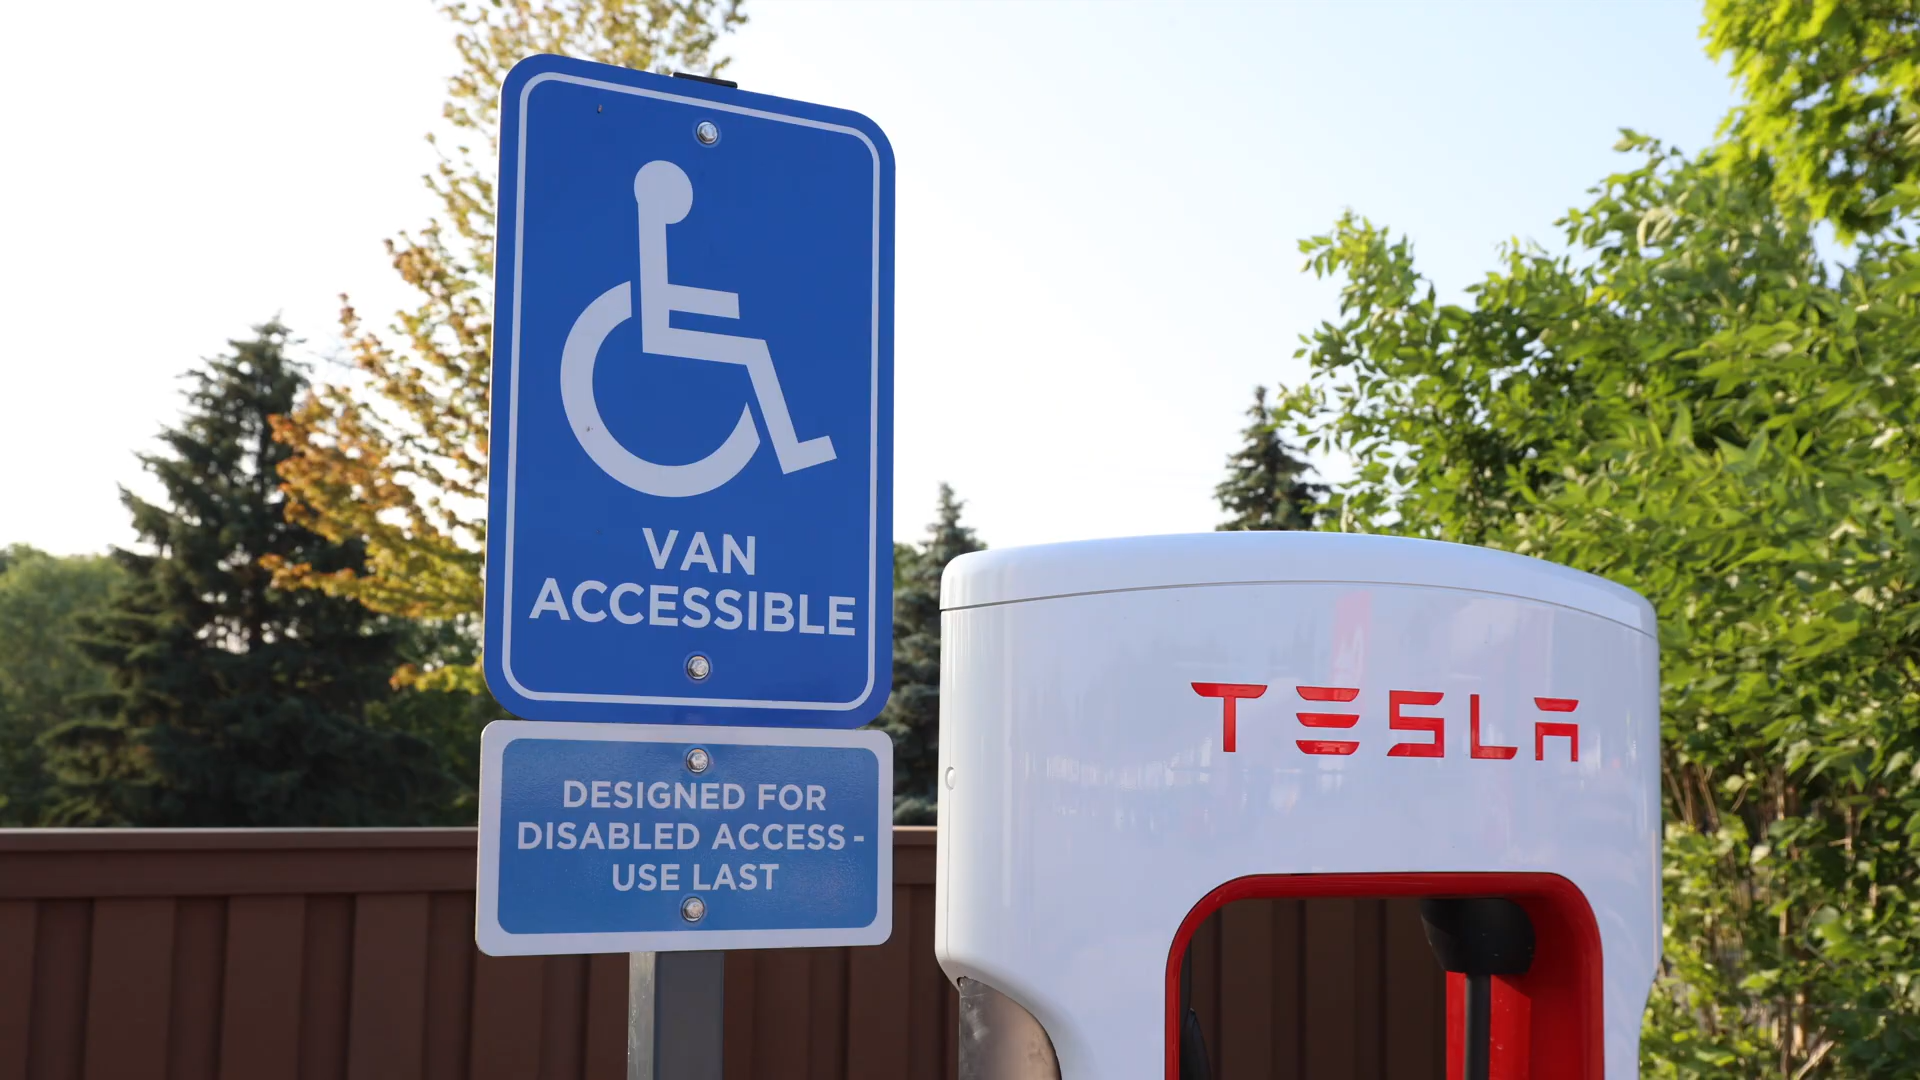 VAN
ACCESSIBLE
DESIGNED FOR
DISABLED ACCESS -
USE LAST
TESLA